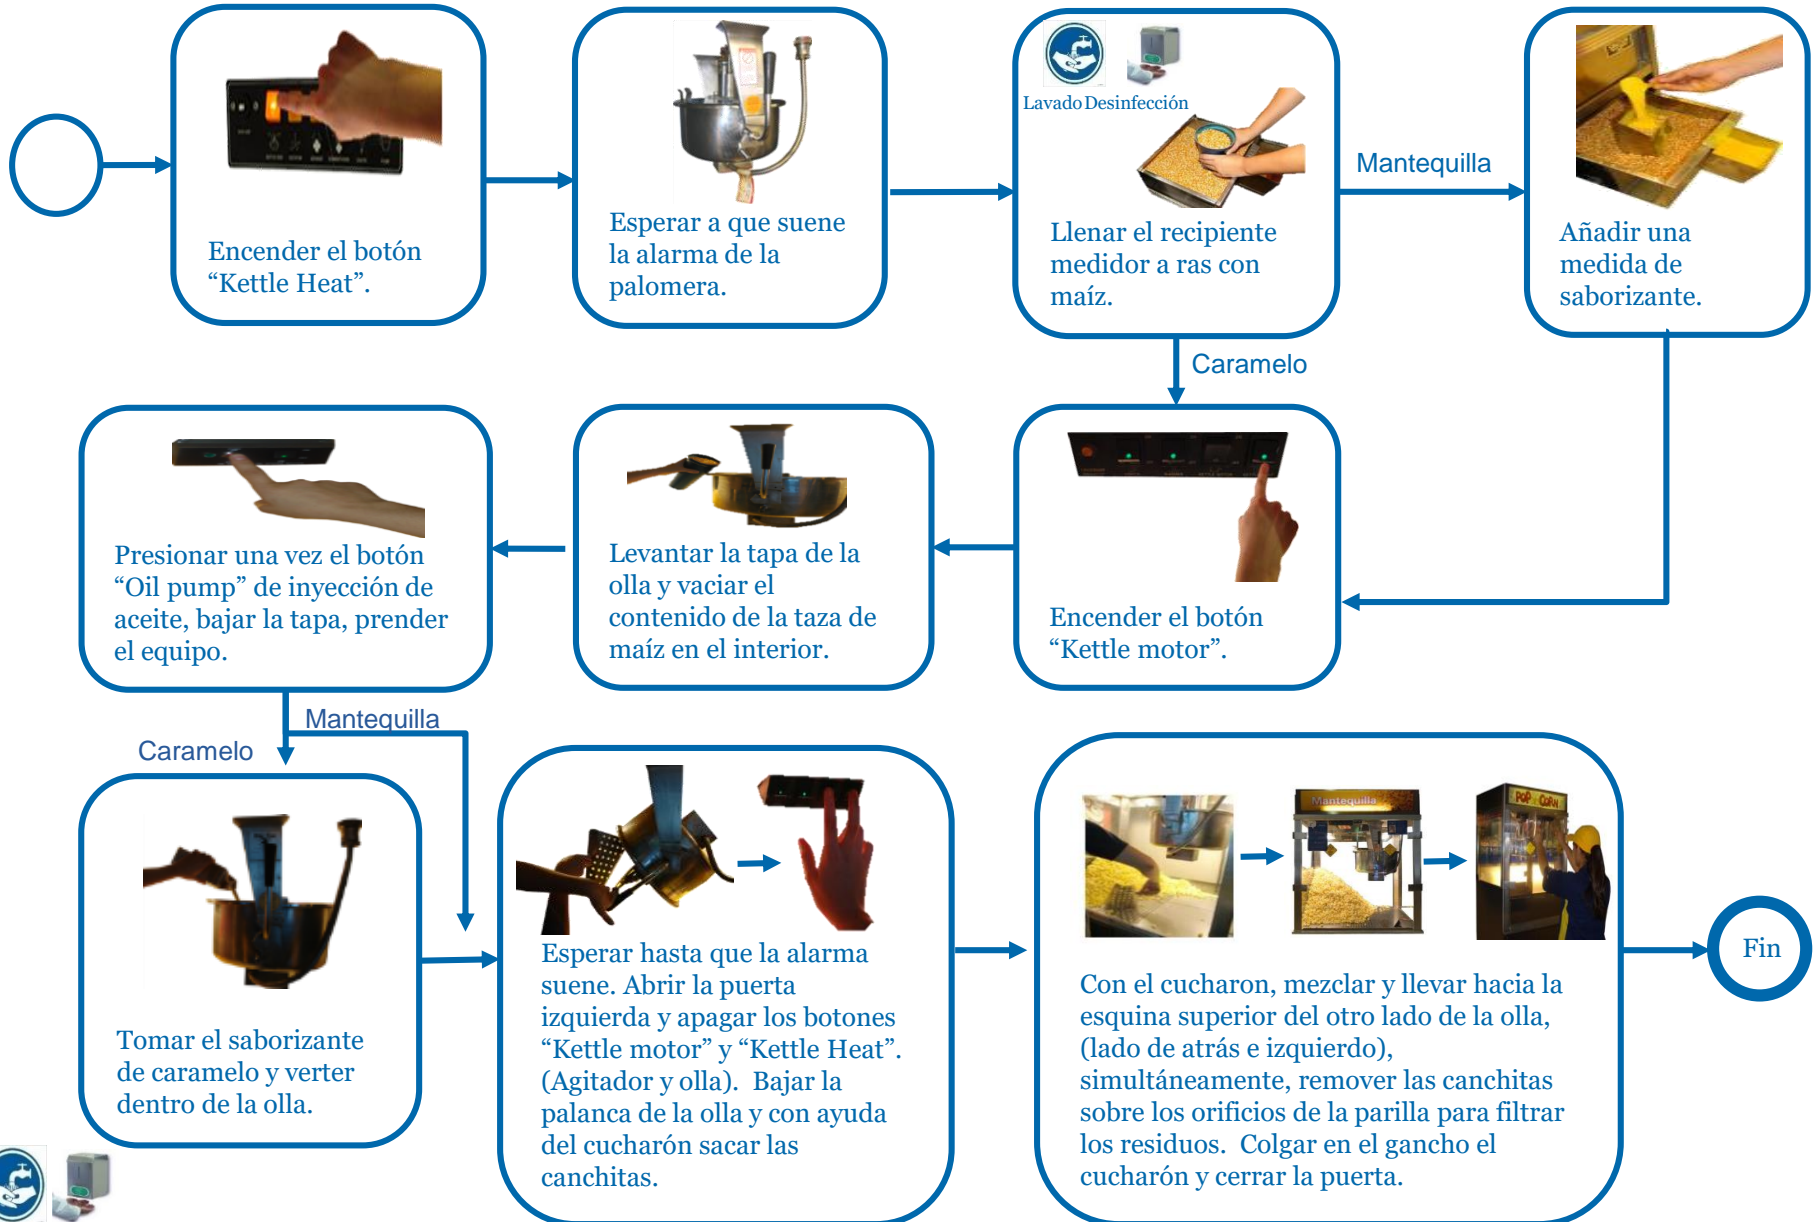 Encender el botón
“Kettle Heat”.
Esperar a que suene
la alarma de la
palomera.
Lavado Desinfección
Llenar el recipiente
medidor a ras con
maíz.
Mantequilla
Añadir una
medida de
saborizante.
Caramelo
Encender el botón
“Kettle motor”.
Levantar la tapa de la
olla y vaciar el
contenido de la taza de
maíz en el interior.
Presionar una vez el botón
“Oil pump” de inyección de
aceite, bajar la tapa, prender
el equipo.
Mantequilla
Caramelo
Tomar el saborizante
de caramelo y verter
dentro de la olla.
Esperar hasta que la alarma
suene. Abrir la puerta
izquierda y apagar los botones
“Kettle motor” y “Kettle Heat”.
(Agitador y olla). Bajar la
palanca de la olla y con ayuda
del cucharón sacar las
canchitas.
Mantequilla
POP CORN
Con el cucharon, mezclar y llevar hacia la
esquina superior del otro lado de la olla,
(lado de atrás e izquierdo),
simultáneamente, remover las canchitas
sobre los orificios de la parilla para filtrar
los residuos. Colgar en el gancho el
cucharón y cerrar la puerta.
Fin